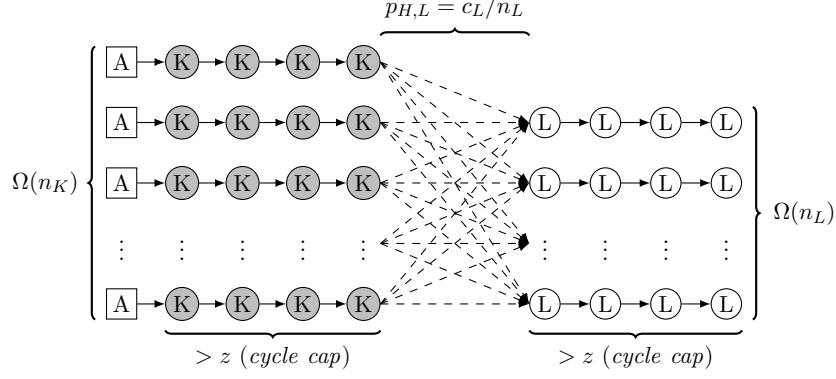 p_{H,L} = c_L/n_L
A K K K K
A K K K K L L L L
Ω(n_K) A K K K K L L L L Ω(n_L)
⋮ ⋮ ⋮ ⋮ ⋮ ⋮ ⋮ ⋮ ⋮
A K K K K L L L L
> z (cycle cap) > z (cycle cap)